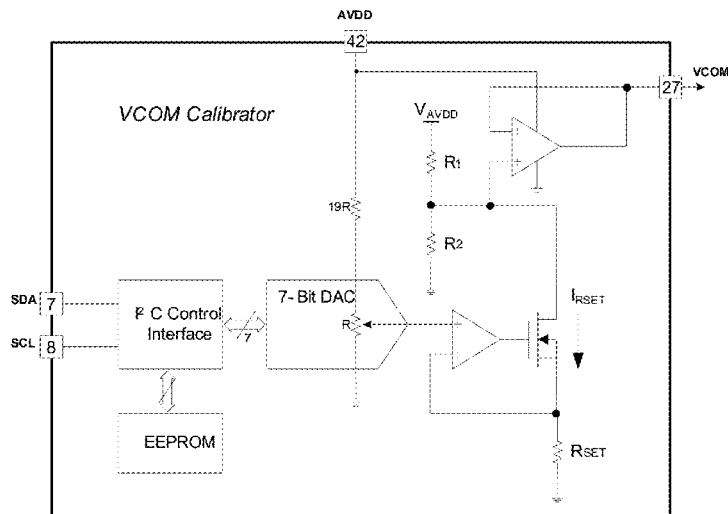 AVDD
42
VCOM
27
VCOM Calibrator
VAVDD
R1
19R
R2
SDA
7
7-Bit DAC
I² C Control
Interface
IRSET
R
7
SCL
8
EEPROM
RSET